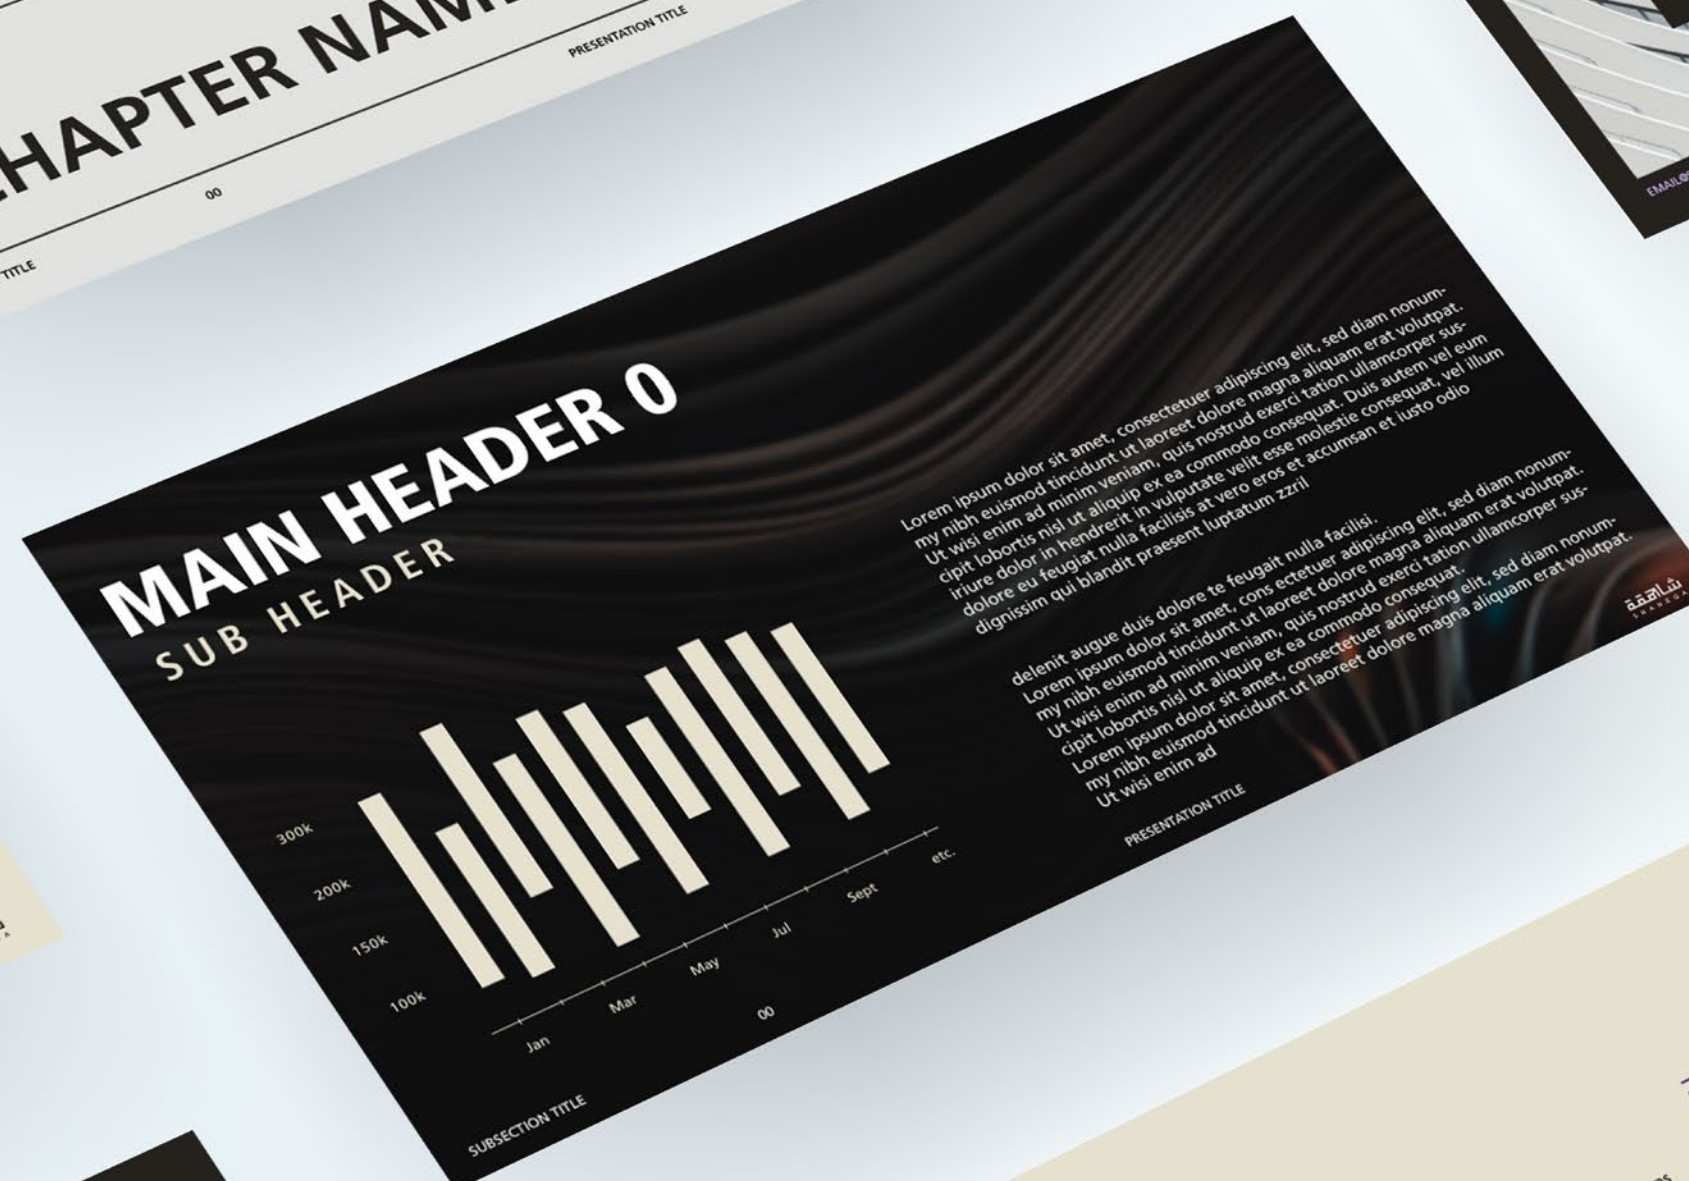 CHAPTER NAM
PRESENTATION TITLE
00
TITLE
EMAIL@
MAIN HEADER 0
SUB HEADER
300k
200k
150k
100k
Jan
Mar
May
Jul
Sept
etc.
Lorem ipsum dolor sit amet, consectetuer adipiscing elit, sed diam nonum-
my nibh euismod tincidunt ut laoreet dolore magna aliquam erat volutpat.
Ut wisi enim ad minim veniam, quis nostrud exerci tation ullamcorper sus-
cipit lobortis nisl ut aliquip ex ea commodo consequat. Duis autem vel eum
iriure dolor in hendrerit in vulputate velit esse molestie consequat, vel illum
dolore eu feugiat nulla facilisis at vero eros et accumsan et iusto odio
dignissim qui blandit praesent luptatum zzril
delenit augue duis dolore te feugait nulla facilisi.
Lorem ipsum dolor sit amet, cons ectetuer adipiscing elit, sed diam nonum-
my nibh euismod tincidunt ut laoreet dolore magna aliquam erat volutpat.
Ut wisi enim ad minim veniam, quis nostrud exerci tation ullamcorper sus-
cipit lobortis nisl ut aliquip ex ea commodo consequat.
Lorem ipsum dolor sit amet, consectetuer adipiscing elit, sed diam nonum-
my nibh euismod tincidunt ut laoreet dolore magna aliquam erat volutpat.
Ut wisi enim ad
شاهقة
SUBSECTION TITLE
00
PRESENTATION TITLE